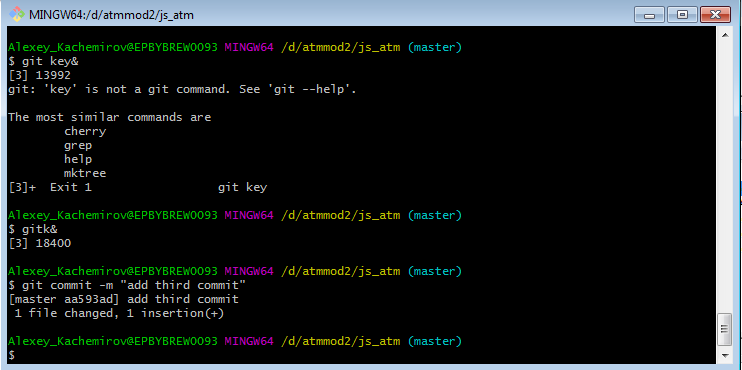 MINGW64:/d/atmmod2/js_atm
Alexey_Kachemirov@EPBYBREW0093 MINGW64 /d/atmmod2/js_atm (master)
$ git key&
[3] 13992
git: 'key' is not a git command. See 'git --help'.
The most similar commands are
cherry
grep
help
mktree
[3]+  Exit 1                  git key
Alexey_Kachemirov@EPBYBREW0093 MINGW64 /d/atmmod2/js_atm (master)
$ gitk&
[3] 18400
Alexey_Kachemirov@EPBYBREW0093 MINGW64 /d/atmmod2/js_atm (master)
$ git commit -m "add third commit"
[master aa593ad] add third commit
1 file changed, 1 insertion(+)
Alexey_Kachemirov@EPBYBREW0093 MINGW64 /d/atmmod2/js_atm (master)
$